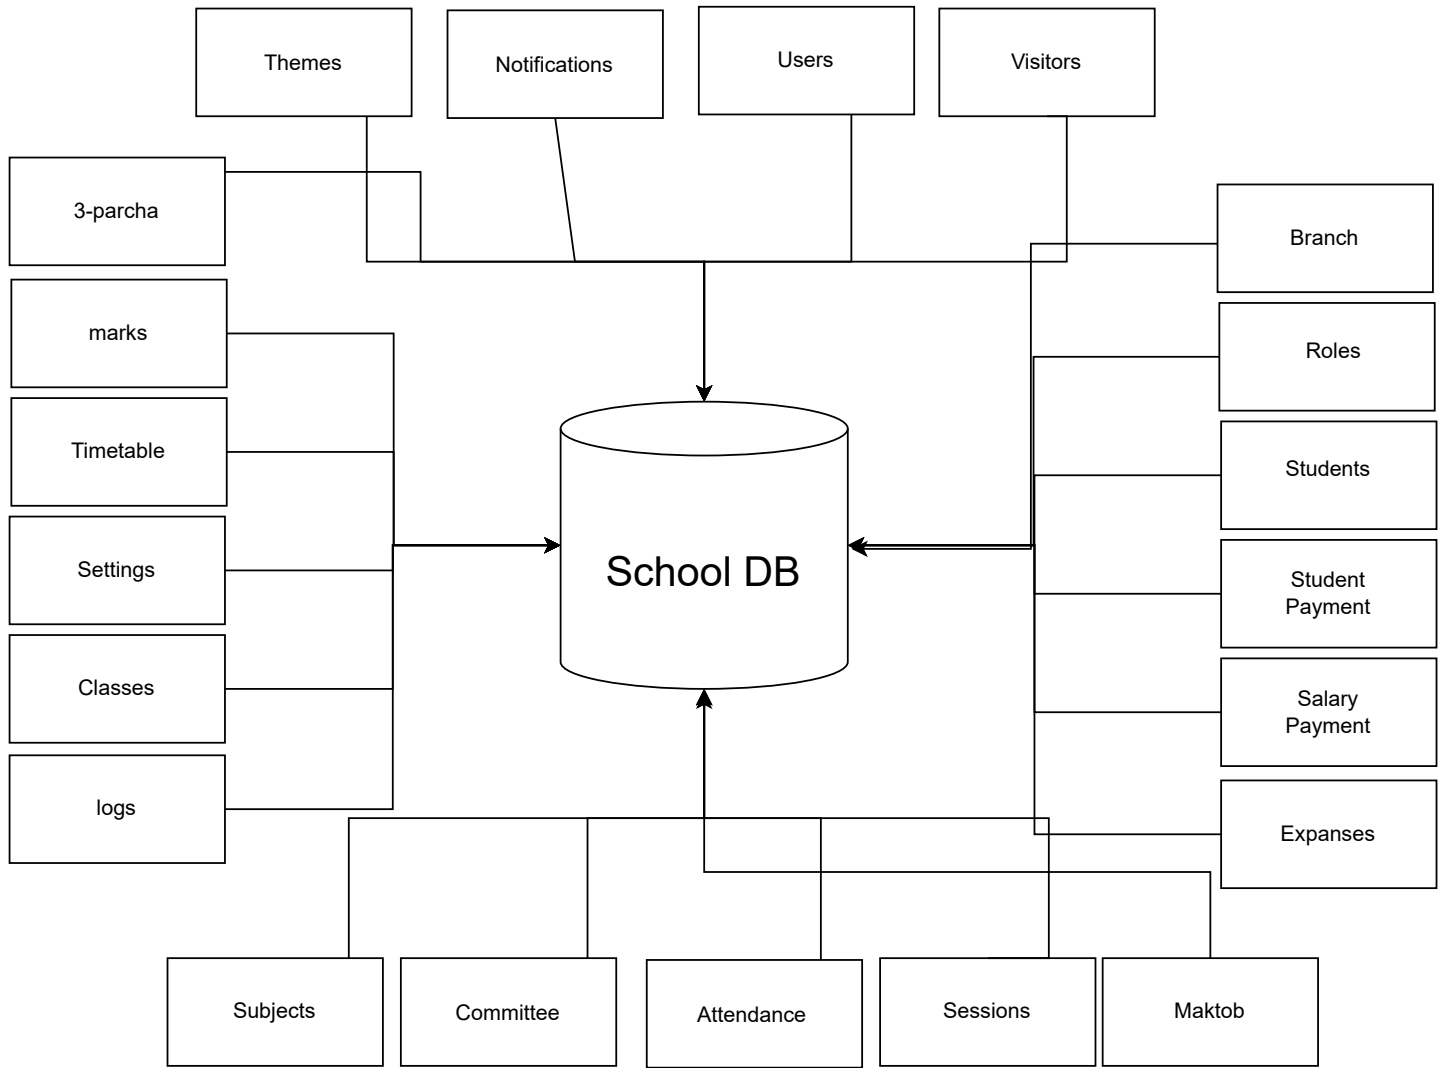 Themes
Notifications
Users
Visitors
3-parcha
marks
Timetable
Settings
Classes
logs
School DB
Branch
Roles
Students
Student
Payment
Salary
Payment
Expanses
Subjects
Committee
Attendance
Sessions
Maktob